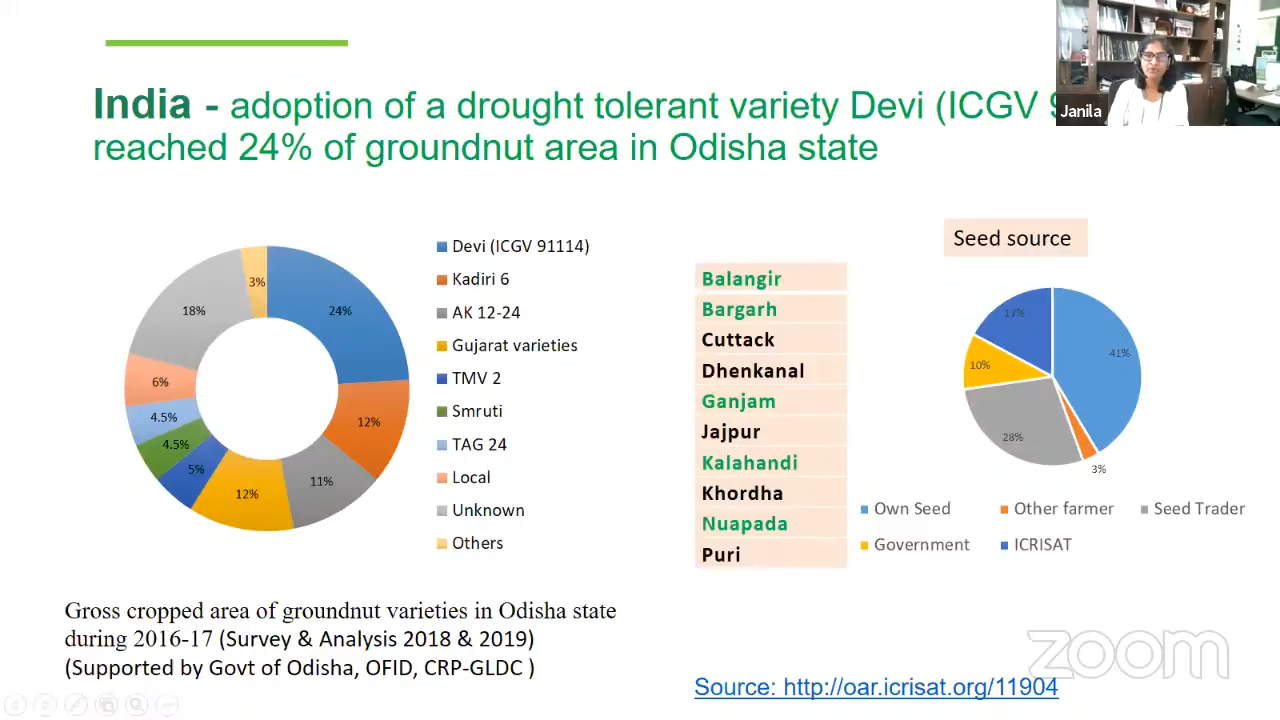 India - adoption of a drought tolerant variety Devi (ICGV
reached 24% of groundnut area in Odisha state
Janila
3%
24%
18%
6%
12%
4.5%
4.5%
11%
5%
12%
Devi (ICGV 91114)
Kadiri 6
AK 12-24
Gujarat varieties
TMV 2
Smruti
TAG 24
Local
Unknown
Others
Balangir
Bargarh
Cuttack
Dhenkanal
Ganjam
Jajpur
Kalahandi
Khordha
Nuapada
Puri
Seed source
17%
41%
10%
28%
3%
Own Seed Other farmer Seed Trader
Government ICRISAT
Gross cropped area of groundnut varieties in Odisha state
during 2016-17 (Survey & Analysis 2018 & 2019)
(Supported by Govt of Odisha, OFID, CRP-GLDC )
Source: http://oar.icrisat.org/11904
zoom